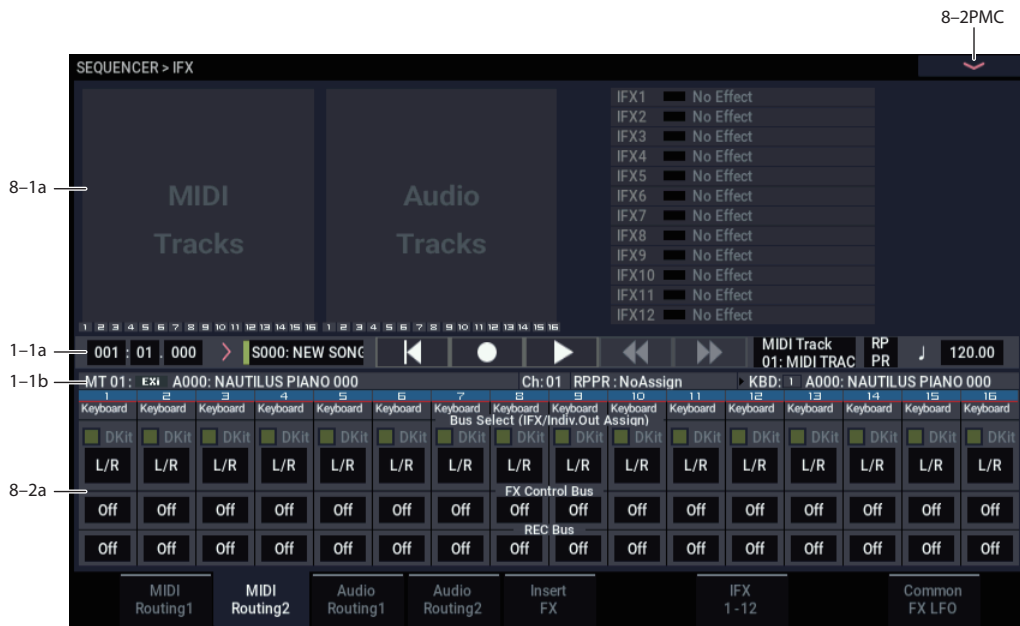 8–2PMC
SEQUENCER > IFX
IFX1 No Effect
IFX2 No Effect
IFX3 No Effect
IFX4 No Effect
IFX5 No Effect
IFX6 No Effect
IFX7 No Effect
IFX8 No Effect
IFX9 No Effect
IFX10 No Effect
IFX11 No Effect
IFX12 No Effect
8–1a
MIDI Tracks
Audio Tracks
1 2 3 4 5 6 7 8 9 10 11 12 13 14 15 16 1 2 3 4 5 6 7 8 9 10 11 12 13 14 15 16
1–1a
001 : 01 . 000 S000: NEW SONG MIDI Track 01: MIDI TRAC RP PR ♩ 120.00
1–1b
MT 01: EXi A000: NAUTILUS PIANO 000 Ch: 01 RPPR : NoAssign KBD: 1 A000: NAUTILUS PIANO 000
1 2 3 4 5 6 7 8 9 10 11 12 13 14 15 16
Keyboard Keyboard Keyboard Keyboard Keyboard Keyboard Keyboard Keyboard Keyboard Keyboard Keyboard Keyboard Keyboard Keyboard Keyboard Keyboard
Bus Select (IFX/Indiv.Out Assign)
DKit DKit DKit DKit DKit DKit DKit DKit DKit DKit DKit DKit DKit DKit DKit DKit
L/R L/R L/R L/R L/R L/R L/R L/R L/R L/R L/R L/R L/R L/R L/R L/R
8–2a
FX Control Bus
Off Off Off Off Off Off Off Off Off Off Off Off Off Off Off Off
REC Bus
Off Off Off Off Off Off Off Off Off Off Off Off Off Off Off Off
MIDI Routing1
MIDI Routing2
Audio Routing1
Audio Routing2
Insert FX
IFX 1 -12
Common FX LFO